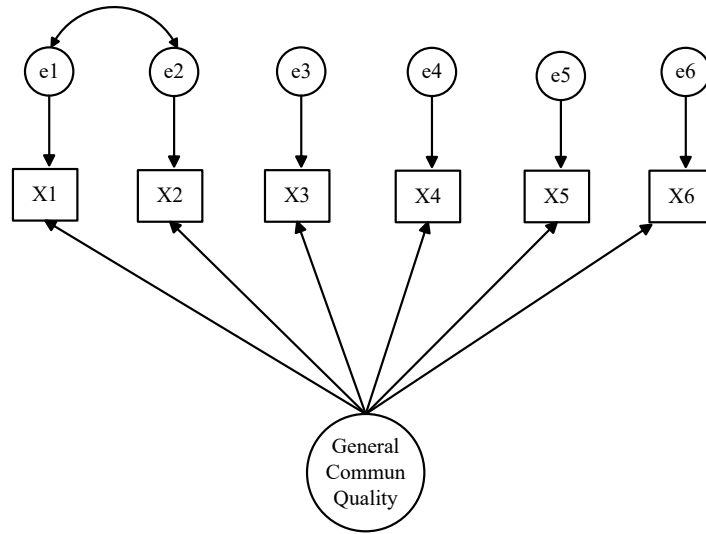 e1 e2 e3 e4 e5 e6
X1 X2 X3 X4 X5 X6
General
Commun
Quality